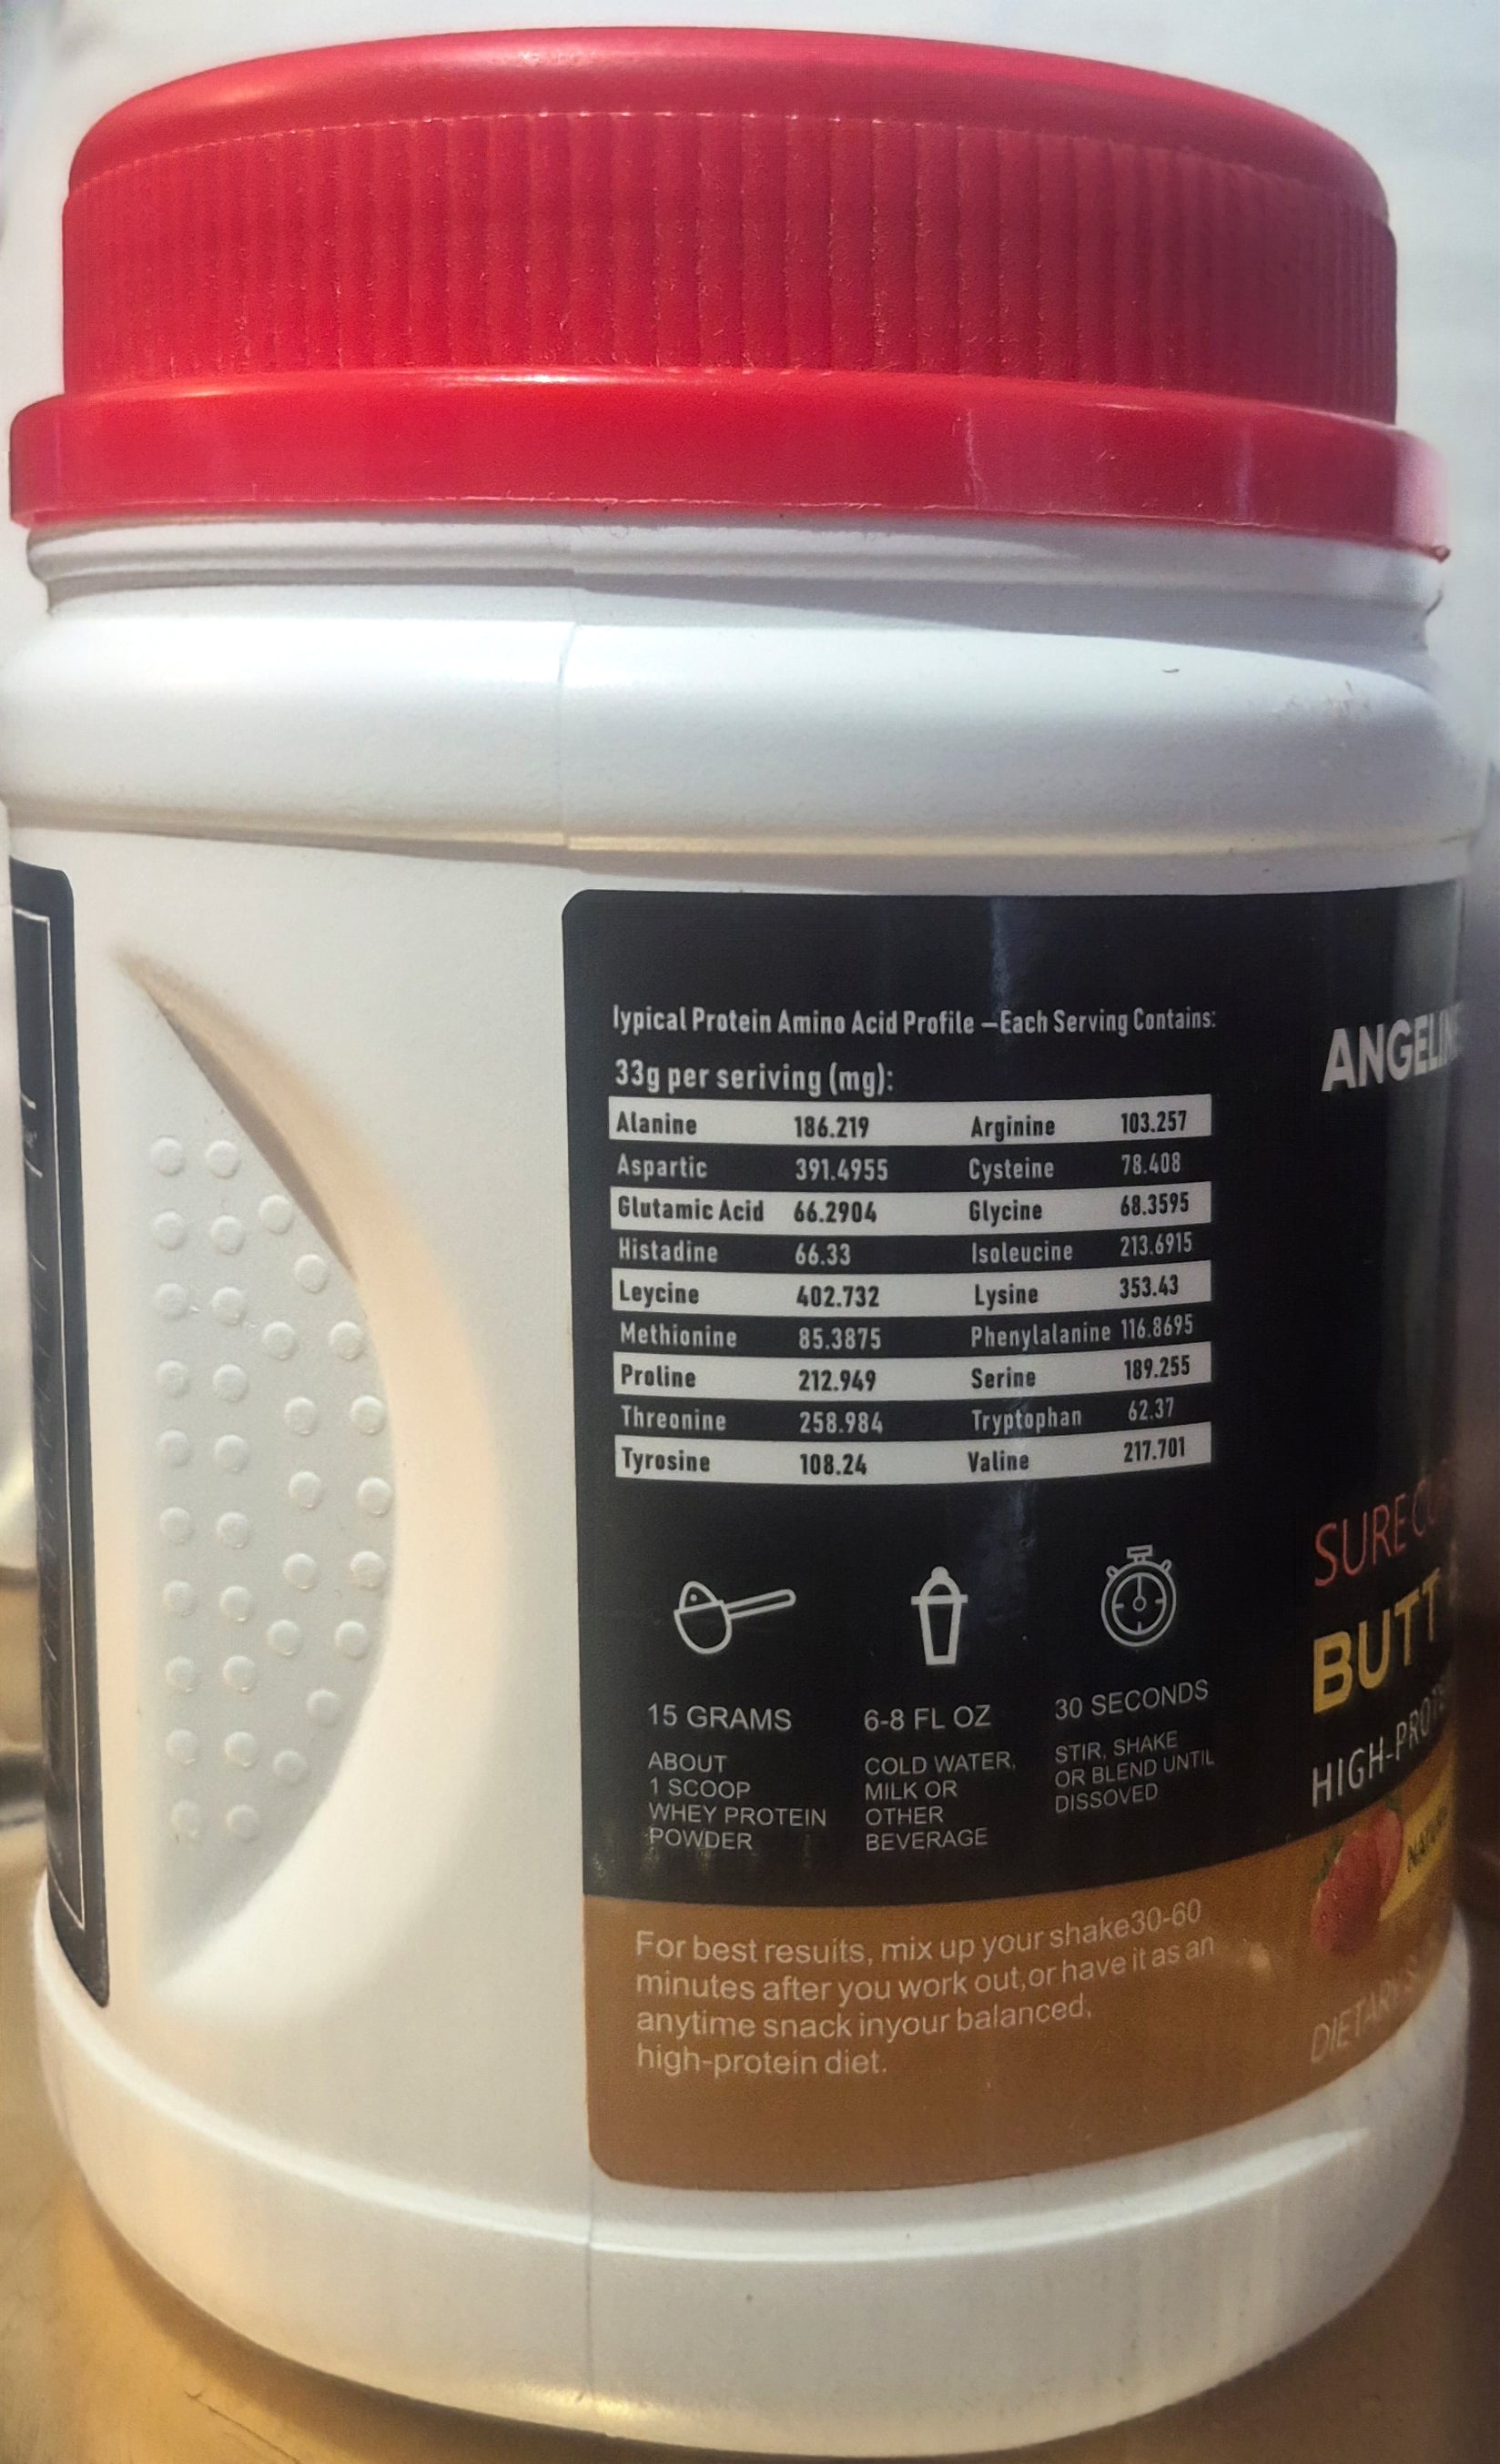 Typical Protein Amino Acid Profile —Each Serving Contains:
33g per seriving (mg):
Alanine 186.219 Arginine 103.257
Aspartic 391.4955 Cysteine 78.408
Glutamic Acid 66.2904 Glycine 68.3595
Histadine 66.33 Isoleucine 213.6915
Leycine 402.732 Lysine 353.43
Methionine 85.3875 Phenylalanine 116.8695
Proline 212.949 Serine 189.255
Threonine 258.984 Tryptophan 62.37
Tyrosine 108.24 Valine 217.701
15 GRAMS
ABOUT
1 SCOOP
WHEY PROTEIN
POWDER
6-8 FL OZ
COLD WATER,
MILK OR
OTHER
BEVERAGE
30 SECONDS
STIR, SHAKE
OR BLEND UNTIL
DISSOVED
For best resuits, mix up your shake30-60
minutes after you work out,or have it as an
anytime snack inyour balanced,
high-protein diet.
SURE
BUTT
DIETARY